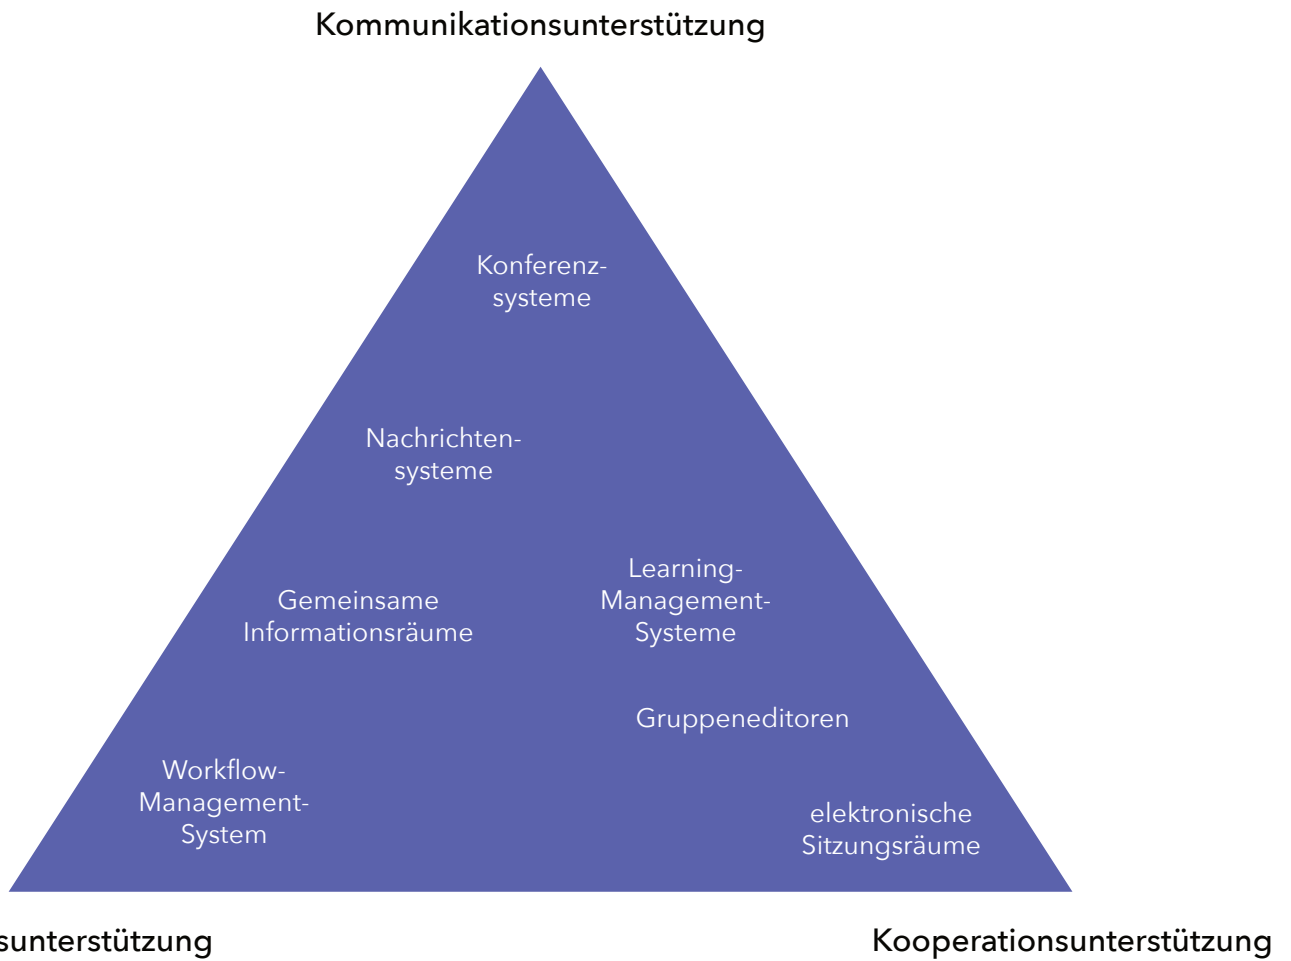 Kommunikationsunterstützung
Konferenz-
systeme
Nachrichten-
systeme
Learning-
Management-
Systeme
Gemeinsame
Informationsräume
Gruppeneditoren
Workflow-
Management-
System
elektronische
Sitzungsräume
sunterstützung
Kooperationsunterstützung